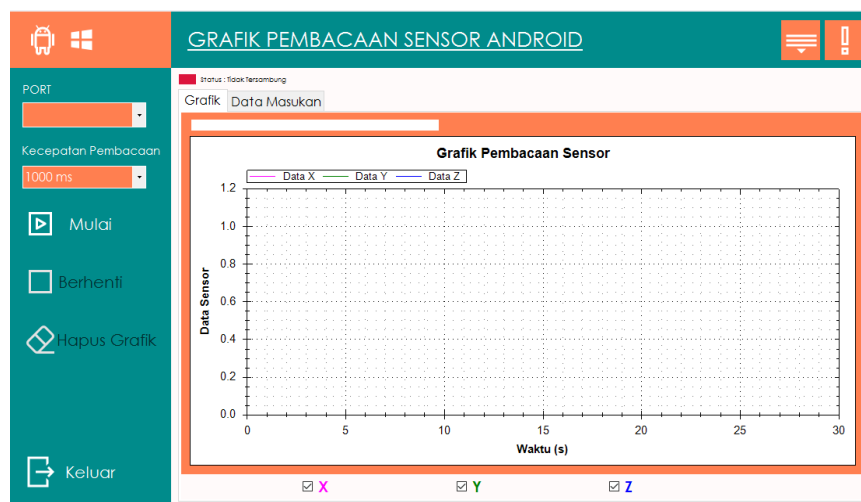 GRAFIK PEMBACAAN SENSOR ANDROID
PORT
Kecepatan Pembacaan
1000 ms
Mulai
Berhenti
Hapus Grafik
Keluar
Status : Tidak Tersambung
Grafik Data Masukan
Grafik Pembacaan Sensor
Data X Data Y Data Z
Data Sensor
1.2
1.0
0.8
0.6
0.4
0.2
0.0
0 5 10 15 20 25 30
Waktu (s)
X Y Z